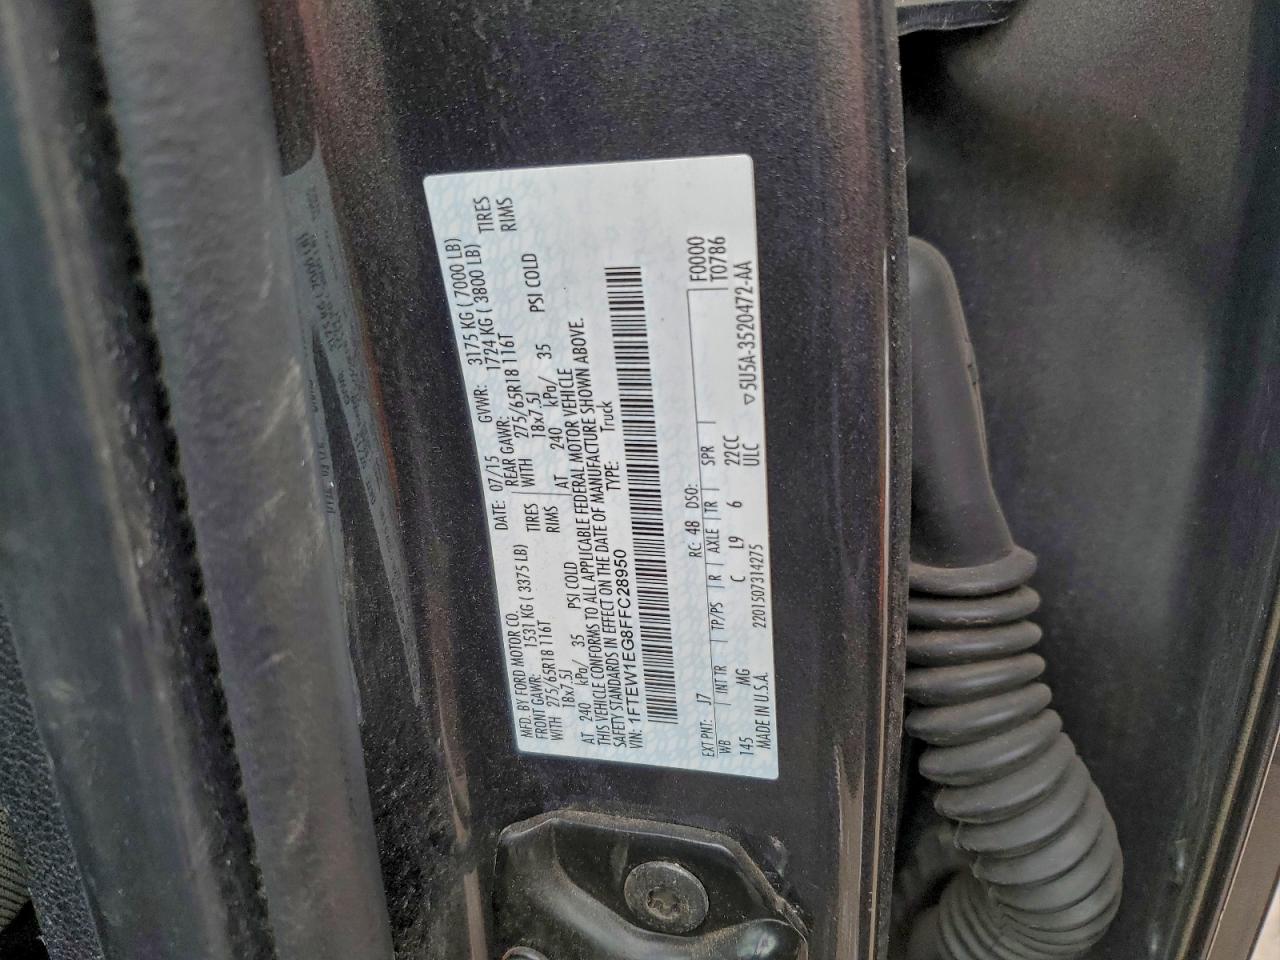 MFD. BY FORD MOTOR CO.
DATE: 07/15 GVWR: 3175 KG ( 7000 LB)
FRONT GAWR: 1531 KG ( 3375 LB) REAR GAWR: 1724 KG ( 3800 LB)
WITH 275/65R18 116T TIRES WITH 275/65R18 116T TIRES
18x7.5J RIMS 18x7.5J RIMS
AT 240 kPa/ 35 PSI COLD AT 240 kPa/ 35 PSI COLD
THIS VEHICLE CONFORMS TO ALL APPLICABLE FEDERAL MOTOR VEHICLE
SAFETY STANDARDS IN EFFECT ON THE DATE OF MANUFACTURE SHOWN ABOVE.
VIN: 1FTEW1EG8FFC28950 TYPE: Truck
F0000
EXT PNT: J7 RC: 48 DSO: T0786
WB INT TR TP/PS R AXLE TR SPR
145 MG C L9 6 22CC
MADE IN U.S.A. 2201507314275 ULC ▽5U5A-3520472-AA